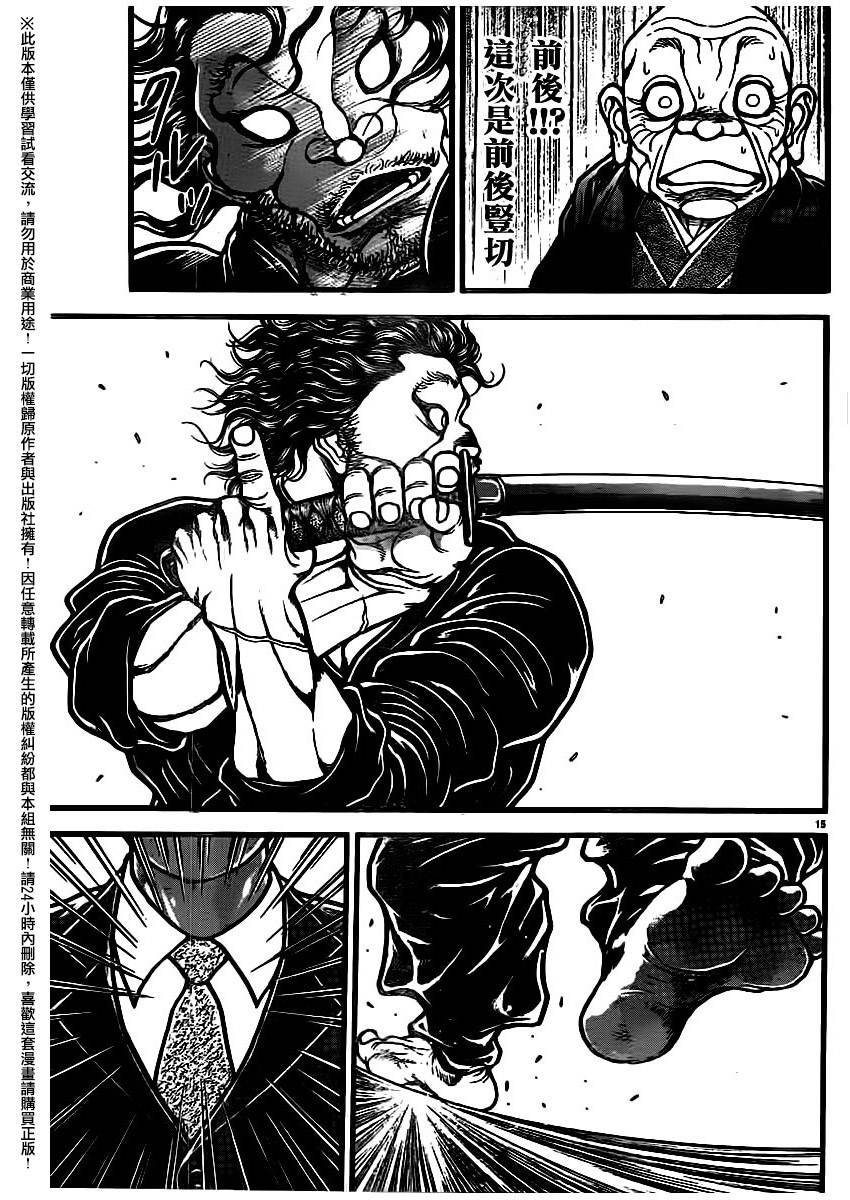 前後!!!?
這次是前後豎切
グルッ
15
※此版本僅供學習試看交流，請勿用於商業用途！一切版權歸原作者與出版社擁有！因任意轉載所產生的版權糾紛都與本組無關！請24小時內刪除，喜歡這套漫畫請購買正版！